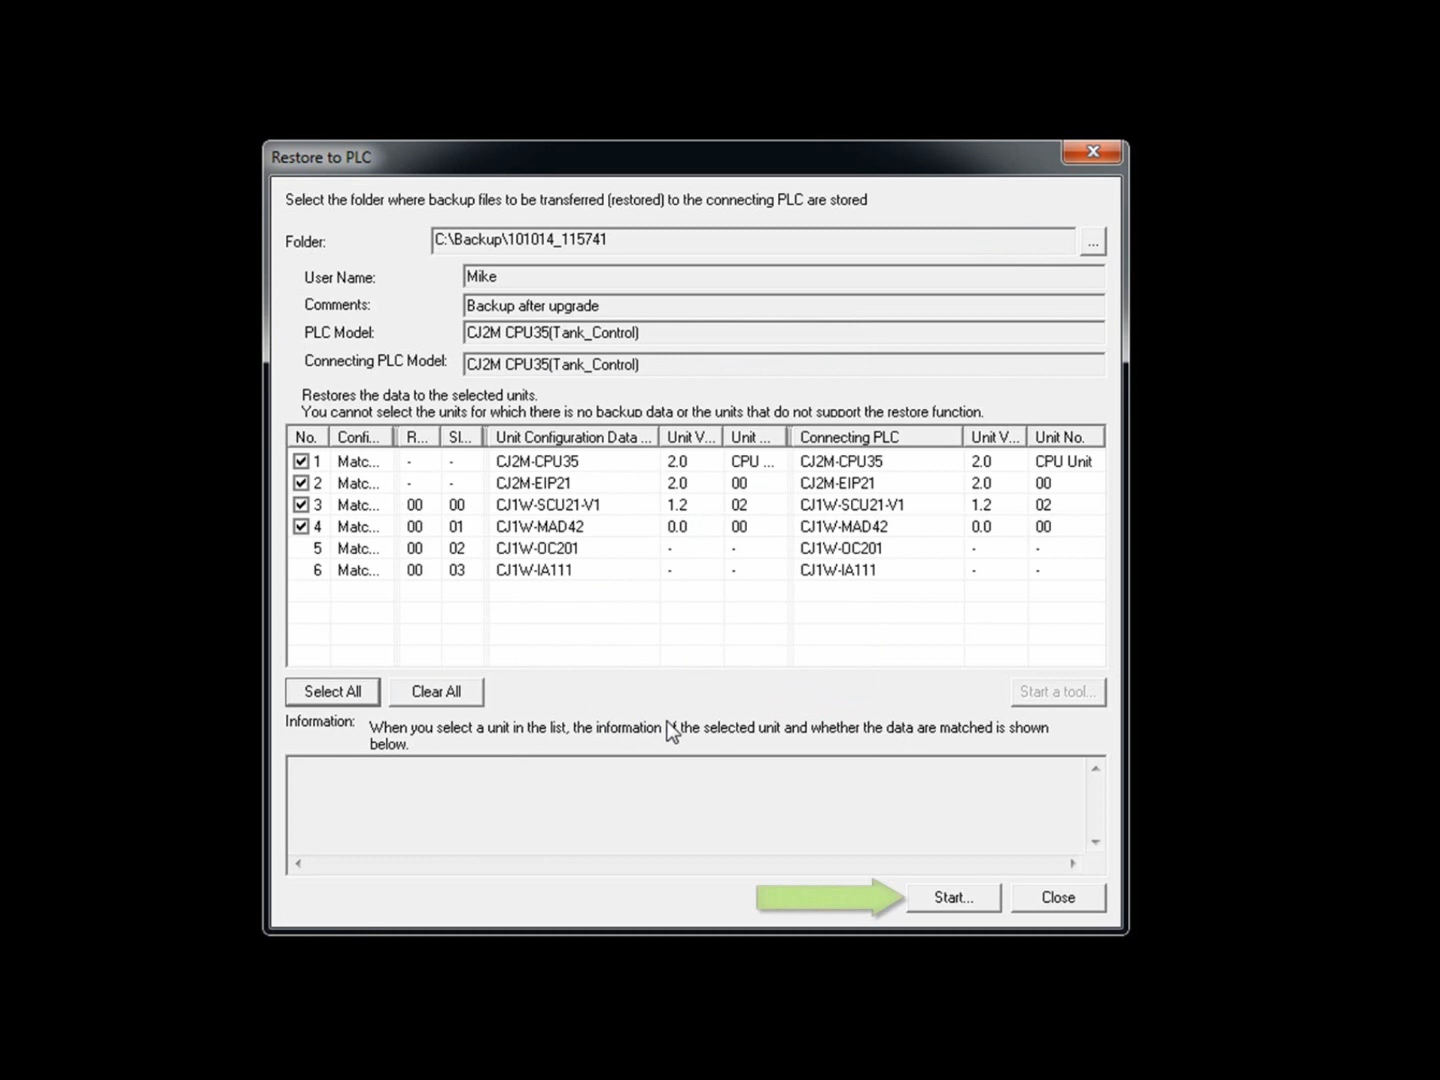 Restore to PLC
Select the folder where backup files to be transferred (restored) to the connecting PLC are stored
Folder: C:\Backup\101014_115741 ...
User Name: Mike
Comments: Backup after upgrade
PLC Model: CJ2M CPU35(Tank_Control)
Connecting PLC Model: CJ2M CPU35(Tank_Control)
Restores the data to the selected units.
You cannot select the units for which there is no backup data or the units that do not support the restore function.
No. Confi... R... Sl... Unit Configuration Data ... Unit V... Unit ... Connecting PLC Unit V... Unit No.
1 Matc... - - CJ2M-CPU35 2.0 CPU ... CJ2M-CPU35 2.0 CPU Unit
2 Matc... - - CJ2M-EIP21 2.0 00 CJ2M-EIP21 2.0 00
3 Matc... 00 00 CJ1W-SCU21-V1 1.2 02 CJ1W-SCU21-V1 1.2 02
4 Matc... 00 01 CJ1W-MAD42 0.0 00 CJ1W-MAD42 0.0 00
5 Matc... 00 02 CJ1W-OC201 - - CJ1W-OC201 - -
6 Matc... 00 03 CJ1W-IA111 - - CJ1W-IA111 - -
Select All Clear All Start a tool...
Information: When you select a unit in the list, the information the selected unit and whether the data are matched is shown
below.
Start... Close